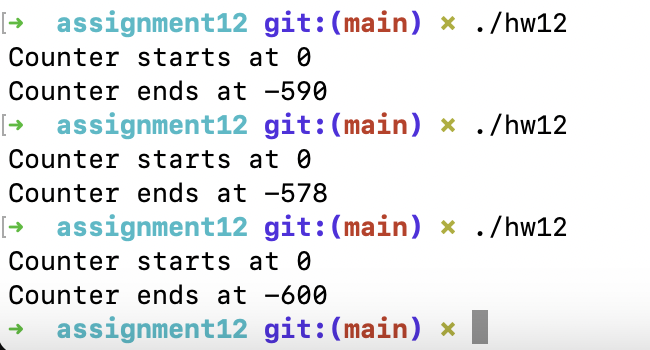 [➜  assignment12 git:(main) ✗ ./hw12
Counter starts at 0
Counter ends at -590
[➜  assignment12 git:(main) ✗ ./hw12
Counter starts at 0
Counter ends at -578
[➜  assignment12 git:(main) ✗ ./hw12
Counter starts at 0
Counter ends at -600
➜  assignment12 git:(main) ✗